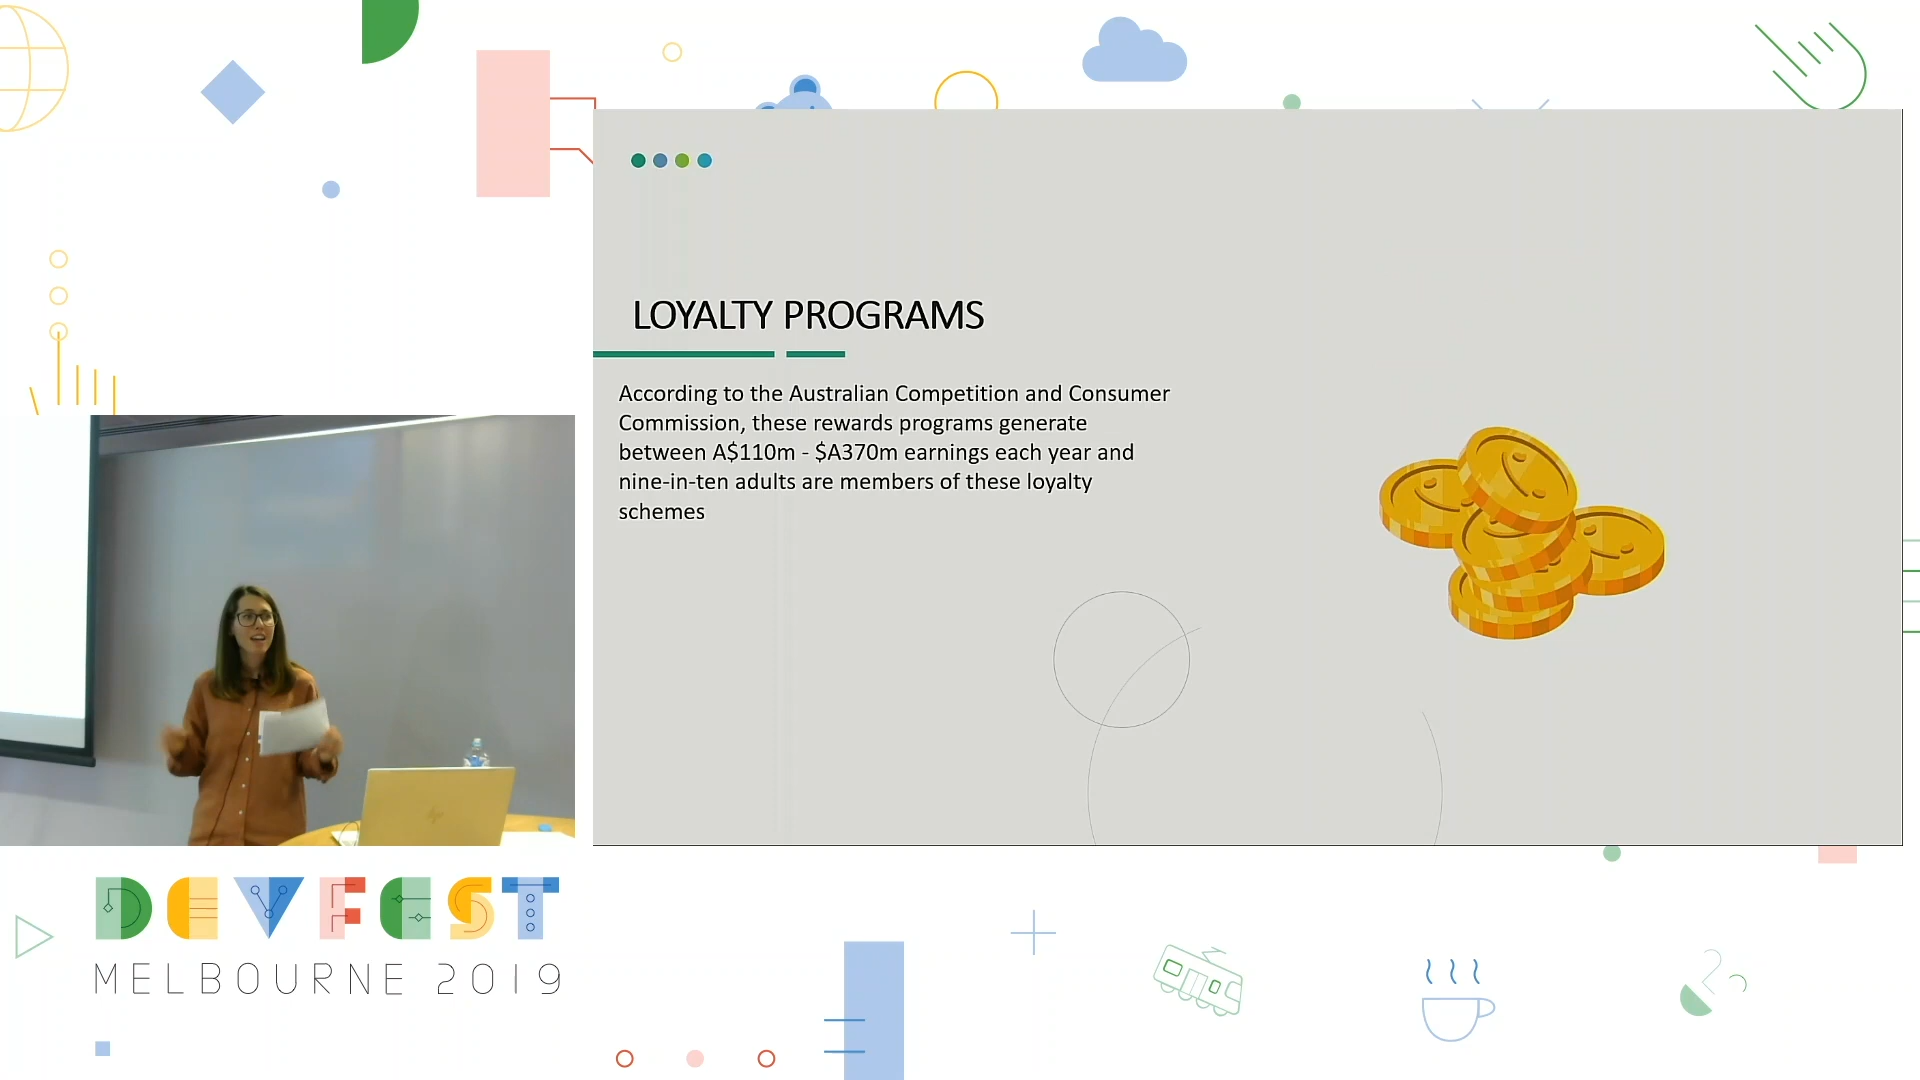 LOYALTY PROGRAMS
According to the Australian Competition and Consumer
Commission, these rewards programs generate
between A$110m - $A370m earnings each year and
nine-in-ten adults are members of these loyalty
schemes
DEVFEST
MELBOURNE 2019